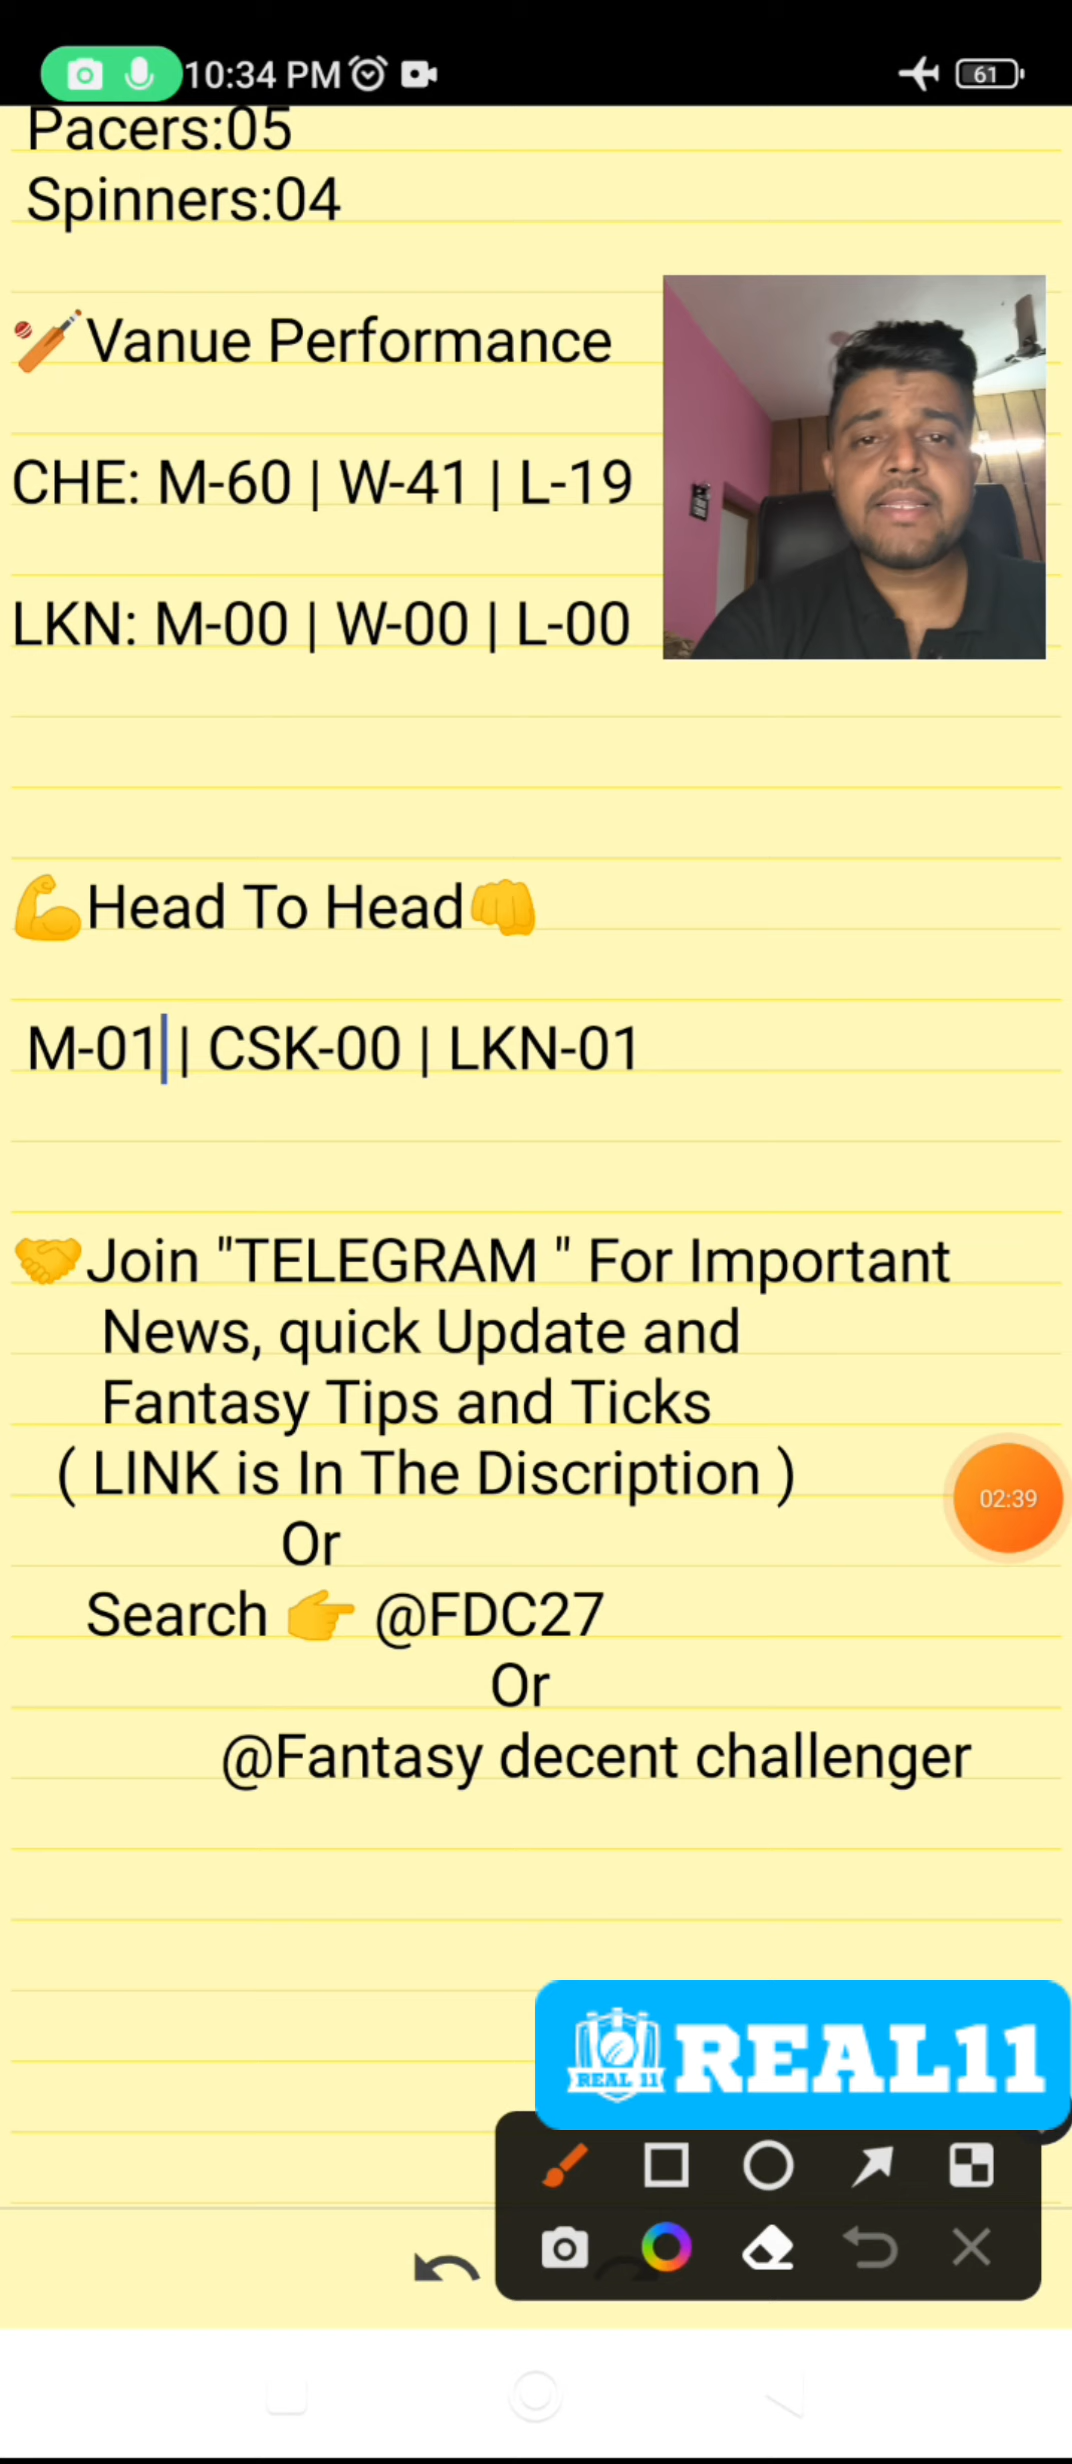 10:34 PM
61
Pacers:05
Spinners:04
Vanue Performance
CHE: M-60 | W-41 | L-19
LKN: M-00 | W-00 | L-00
Head To Head
M-01 | CSK-00 | LKN-01
Join "TELEGRAM " For Important
News, quick Update and
Fantasy Tips and Ticks
( LINK is In The Discription )
02:39
Or
Search 👉 @FDC27
Or
@Fantasy decent challenger
REAL 11
REAL11